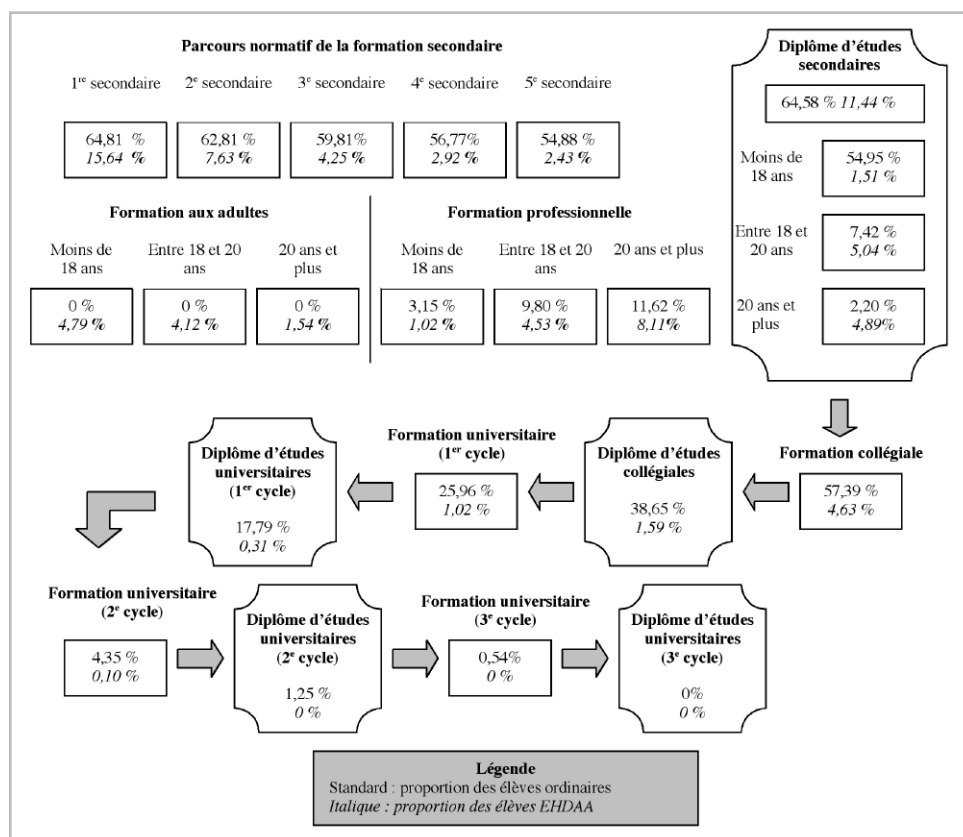 Parcours normatif de la formation secondaire
1re secondaire 2e secondaire 3e secondaire 4e secondaire 5e secondaire
64,81 % 62,81 % 59,81 % 56,77% 54,88 %
15,64 % 7,63 % 4,25 % 2,92 % 2,43 %
Formation aux adultes
Moins de 18 ans Entre 18 et 20 ans 20 ans et plus
0 % 0 % 0 %
4,79 % 4,12 % 1,54 %
Formation professionnelle
Moins de 18 ans Entre 18 et 20 ans 20 ans et plus
3,15 % 9,80 % 11,62 %
1,02 % 4,53 % 8,11%
Diplôme d'études
secondaires
64,58 % 11,44 %
Moins de
18 ans
54,95 %
1,51 %
Entre 18 et
20 ans
7,42 %
5,04 %
20 ans et
plus
2,20 %
4,89%
Formation collégiale
57,39 %
4,63 %
Diplôme d'études
collégiales
38,65 %
1,59 %
Formation universitaire
(1er cycle)
25,96 %
1,02 %
Diplôme d'études
universitaires
(1er cycle)
17,79 %
0,31 %
Formation universitaire
(2e cycle)
4,35 %
0,10 %
Diplôme d'études
universitaires
(2e cycle)
1,25 %
0 %
Formation universitaire
(3e cycle)
0,54%
0 %
Diplôme d'études
universitaires
(3e cycle)
0%
0 %
Légende
Standard : proportion des élèves ordinaires
Italique : proportion des élèves EHDAA